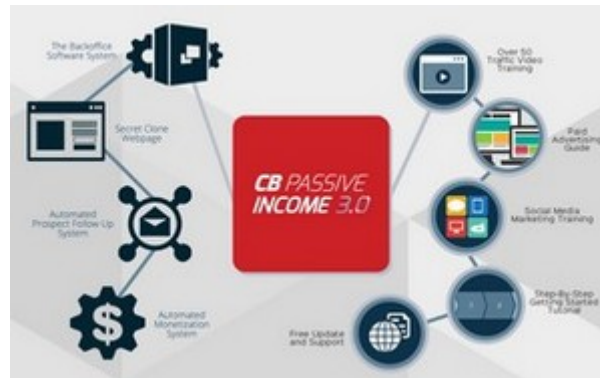 The Backoffice
Software System
Secret Clone
Webpage
Automated
Prospect Follow-Up
System
Automated
Monetization
System
CB PASSIVE
INCOME 3.0
Over 50
Traffic Video
Training
Paid
Advertising
Guide
Social Media
Marketing Training
Step-By-Step
Getting Started
Tutorial
Free Update
and Support